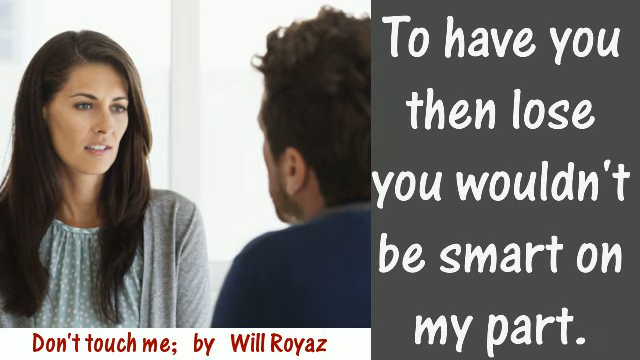 To have you
then lose
you wouldn't
be smart on
my part.
Don't touch me;   by   Will Royaz